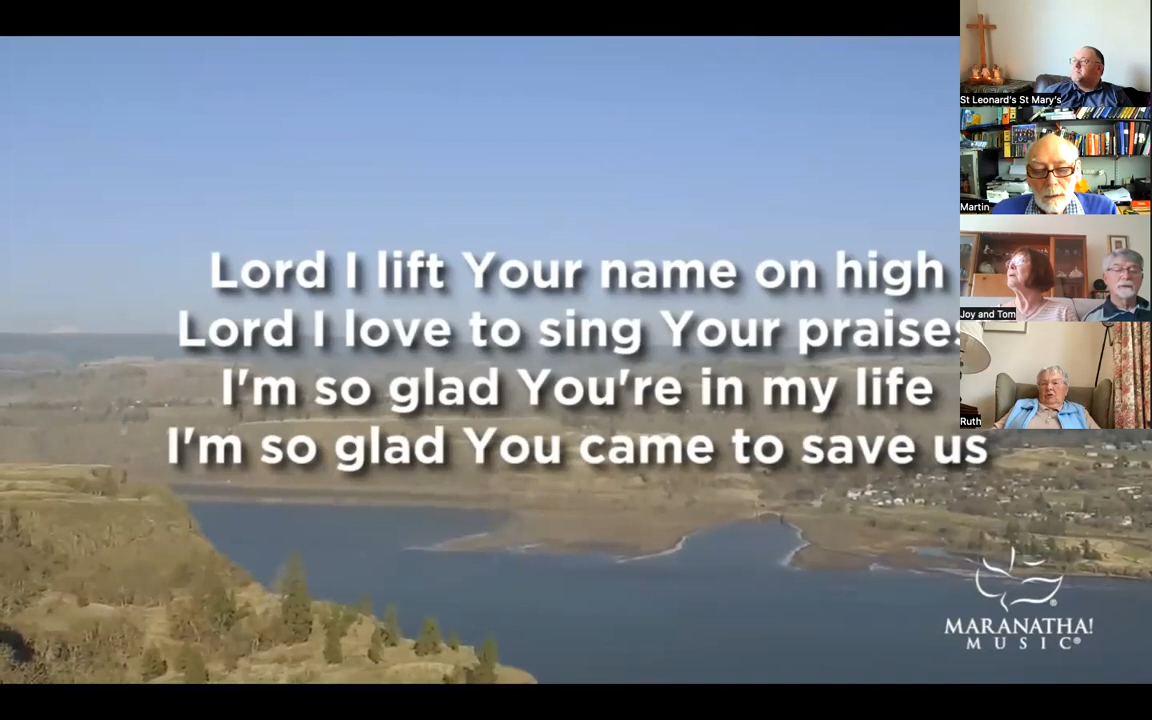 Lord I lift Your name on high
Lord I love to sing Your praises
I'm so glad You're in my life
I'm so glad You came to save us
MARANATHA!
MUSIC®
St Leonard's St Mary's
Martin
Joy and Tom
Ruth